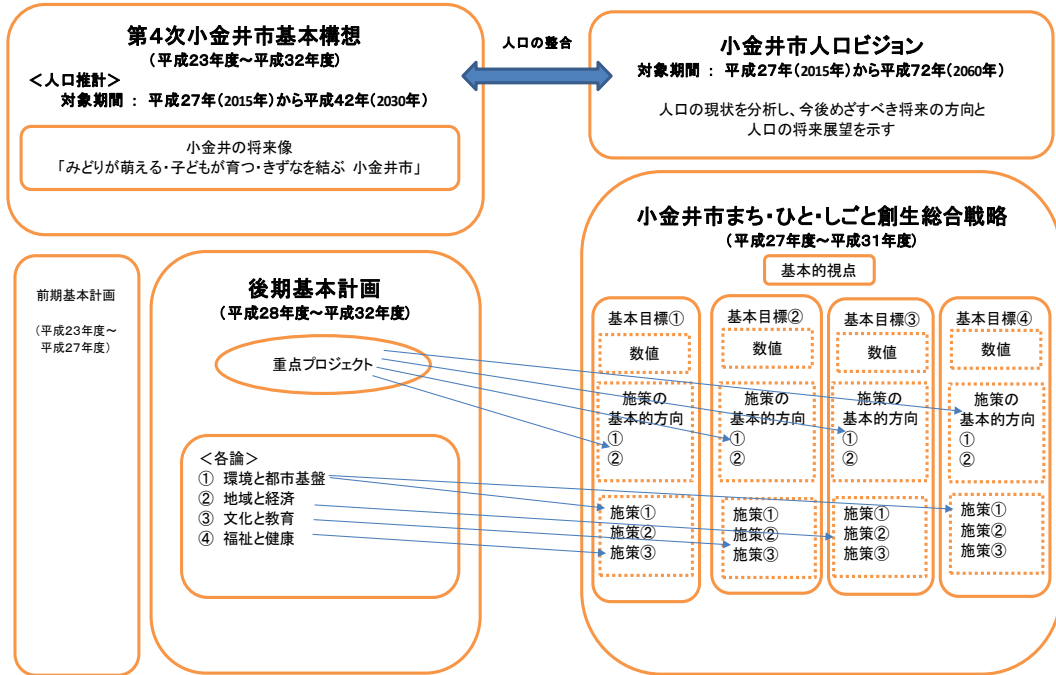 第4次小金井市基本構想
（平成23年度～平成32年度）
＜人口推計＞
対象期間 ： 平成27年（2015年）から平成42年（2030年）
小金井の将来像
「みどりが萌える・子どもが育つ・きずなを結ぶ 小金井市」
人口の整合
小金井市人口ビジョン
対象期間 ： 平成27年（2015年）から平成72年（2060年）
人口の現状を分析し、今後めざすべき将来の方向と
人口の将来展望を示す
前期基本計画
（平成23年度～
平成27年度）
後期基本計画
（平成28年度～平成32年度）
重点プロジェクト
＜各論＞
① 環境と都市基盤
② 地域と経済
③ 文化と教育
④ 福祉と健康
小金井市まち・ひと・しごと創生総合戦略
（平成27年度～平成31年度）
基本的視点
基本目標①
数値
施策の
基本的方向
①
②
施策①
施策②
施策③
基本目標②
数値
施策の
基本的方向
①
②
施策①
施策②
施策③
基本目標③
数値
施策の
基本的方向
①
②
施策①
施策②
施策③
基本目標④
数値
施策の
基本的方向
①
②
施策①
施策②
施策③